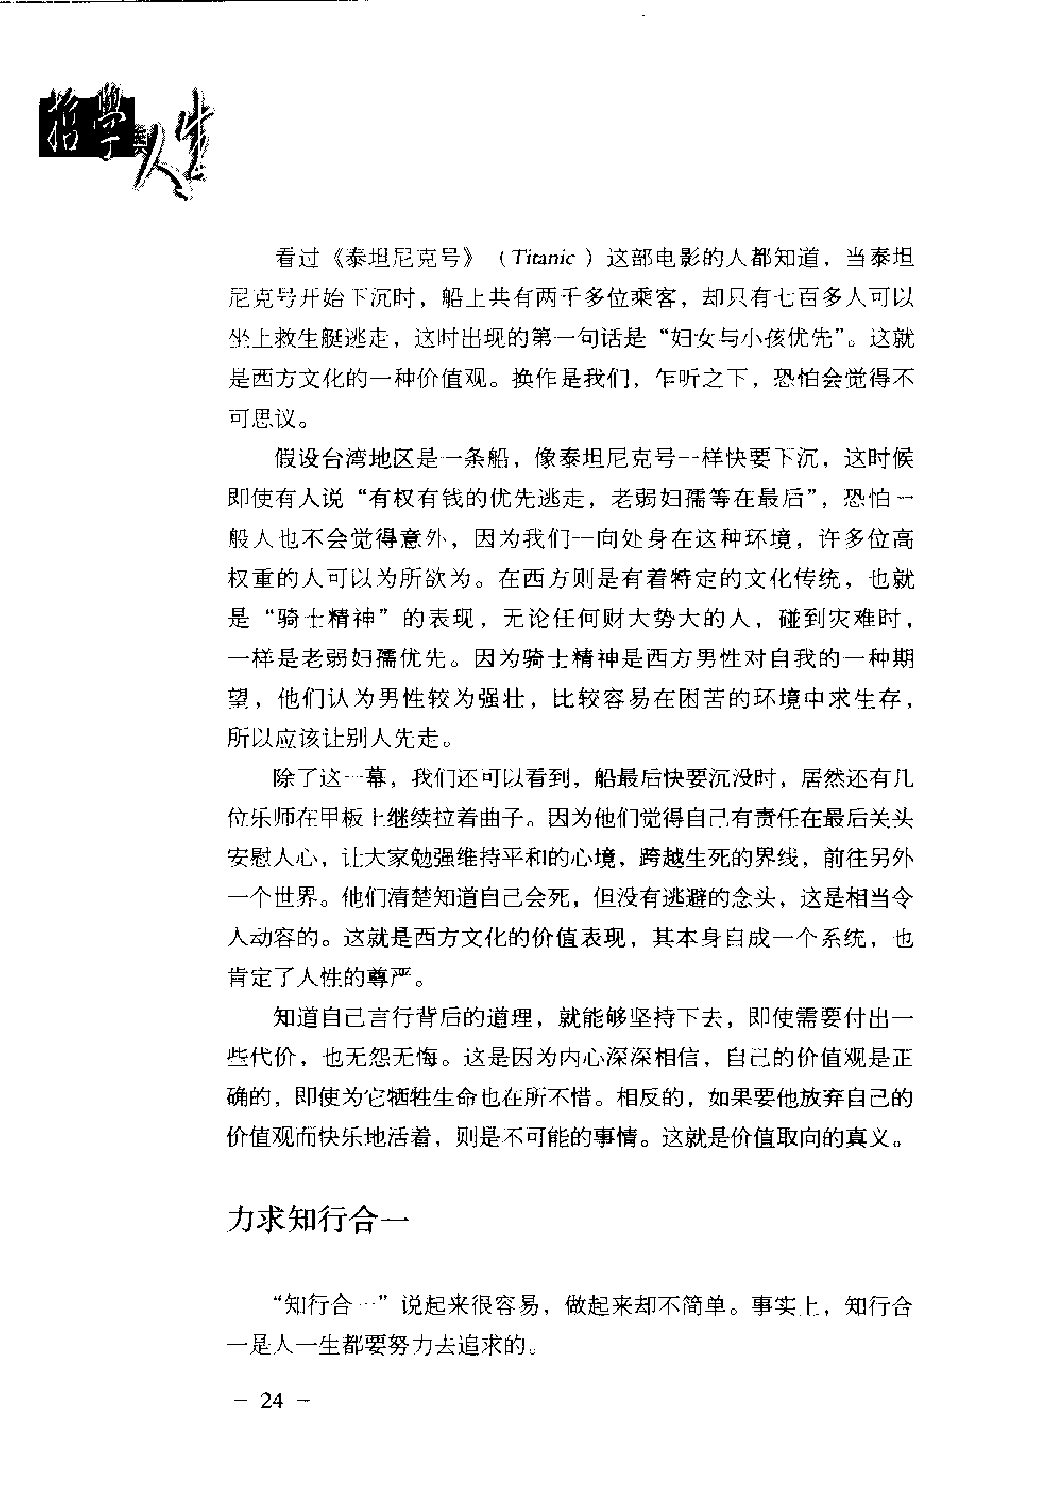 哲學與人生
看过《泰坦尼克号》（Titanic）这部电影的人都知道，当泰坦
尼克号开始下沉时，船上共有两千多位乘客，却只有七百多人可以
坐上救生艇逃走，这时出现的第一句话是“妇女与小孩优先”。这就
是西方文化的一种价值观。换作是我们，乍听之下，恐怕会觉得不
可思议。
假设台湾地区是一条船，像泰坦尼克号一样快要下沉，这时候
即使有人说“有权有钱的优先逃走，老弱妇孺等在最后”，恐怕一
般人也不会觉得意外，因为我们一向处身在这种环境，许多位高
权重的人可以为所欲为。在西方则是有着特定的文化传统，也就
是“骑士精神”的表现，无论任何财大势大的人，碰到灾难时，
一样是老弱妇孺优先。因为骑士精神是西方男性对自我的一种期
望，他们认为男性较为强壮，比较容易在困苦的环境中求生存，
所以应该让别人先走。
除了这一幕，我们还可以看到，船最后快要沉没时，居然还有几
位乐师在甲板上继续拉着曲子。因为他们觉得自己有责任在最后关头
安慰人心，让大家勉强维持平和的心境，跨越生死的界线，前往另外
一个世界。他们清楚知道自己会死，但没有逃避的念头，这是相当令
人动容的。这就是西方文化的价值表现，其本身自成一个系统，也
肯定了人性的尊严。
知道自己言行背后的道理，就能够坚持下去，即使需要付出一
些代价，也无怨无悔。这是因为内心深深相信，自己的价值观是正
确的，即使为它牺牲生命也在所不惜。相反的，如果要他放弃自己的
价值观而快乐地活着，则是不可能的事情。这就是价值取向的真义。
力求知行合一
“知行合一”说起来很容易，做起来却不简单。事实上，知行合
一是人一生都要努力去追求的。
- 24 -